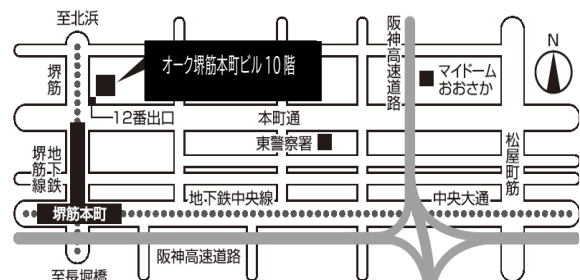 至北浜
堺筋
オーク堺筋本町ビル10階
阪神高速道路
マイドーム
おおさか
N
12番出口
本町通
東警察署
松屋町筋
地下鉄
堺筋線
地下鉄中央線
中央大通
堺筋本町
阪神高速道路
至長堀橋